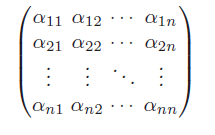 α11 α12 ⋯ α1n
α21 α22 ⋯ α2n
⋮ ⋮ ⋱ ⋮
αn1 αn2 ⋯ αnn